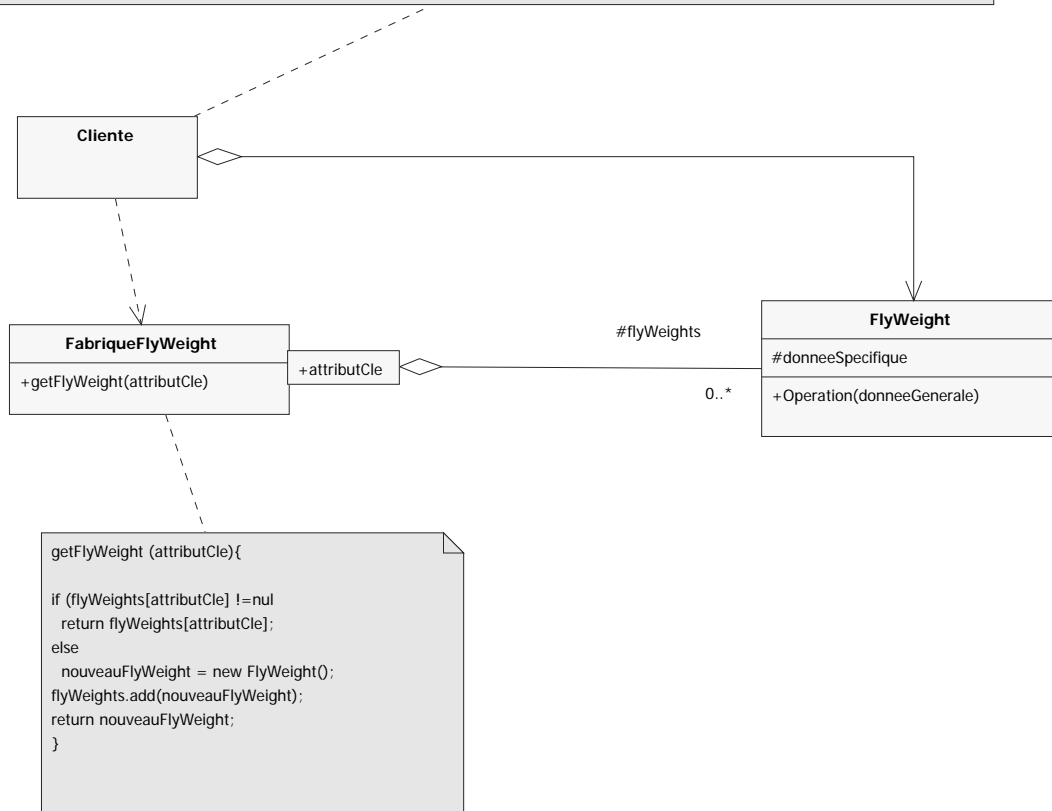 Cliente
FabriqueFlyWeight
+getFlyWeight(attributCle)
+attributCle
#flyWeights
0..*
FlyWeight
#donneeSpecifique
+Operation(donneeGenerale)
getFlyWeight (attributCle){
if (flyWeights[attributCle] !=nul
return flyWeights[attributCle];
else
nouveauFlyWeight = new FlyWeight();
flyWeights.add(nouveauFlyWeight);
return nouveauFlyWeight;
}